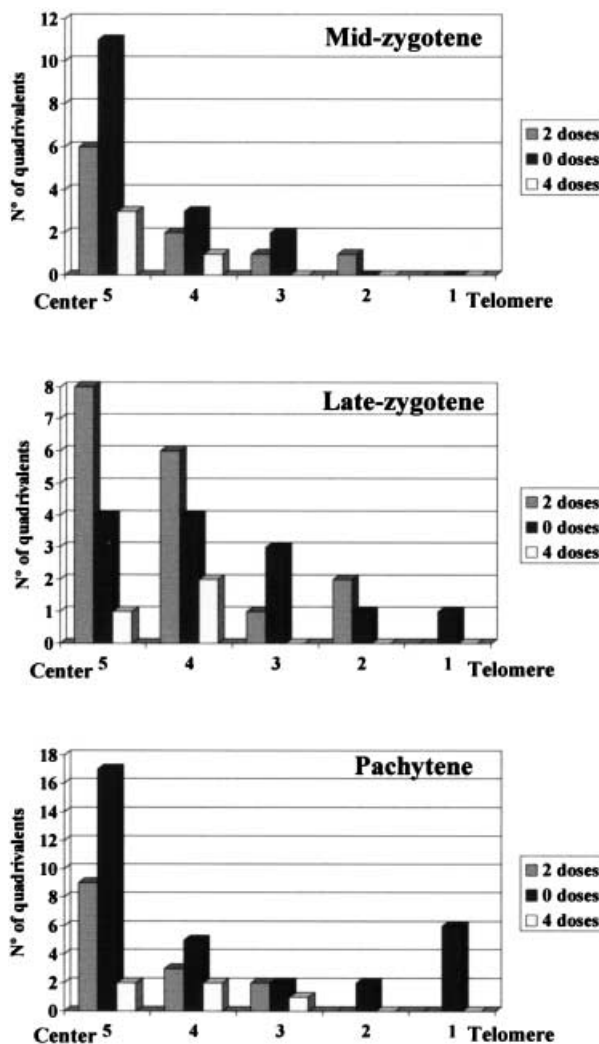 Mid-zygotene
N° of quadrivalents
12
10
8
6
4
2
0
Center 5 4 3 2 1 Telomere
2 doses
0 doses
4 doses
Late-zygotene
N° of quadrivalents
8
7
6
5
4
3
2
1
0
Center 5 4 3 2 1 Telomere
2 doses
0 doses
4 doses
Pachytene
N° of quadrivalents
18
16
14
12
10
8
6
4
2
0
Center 5 4 3 2 1 Telomere
2 doses
0 doses
4 doses